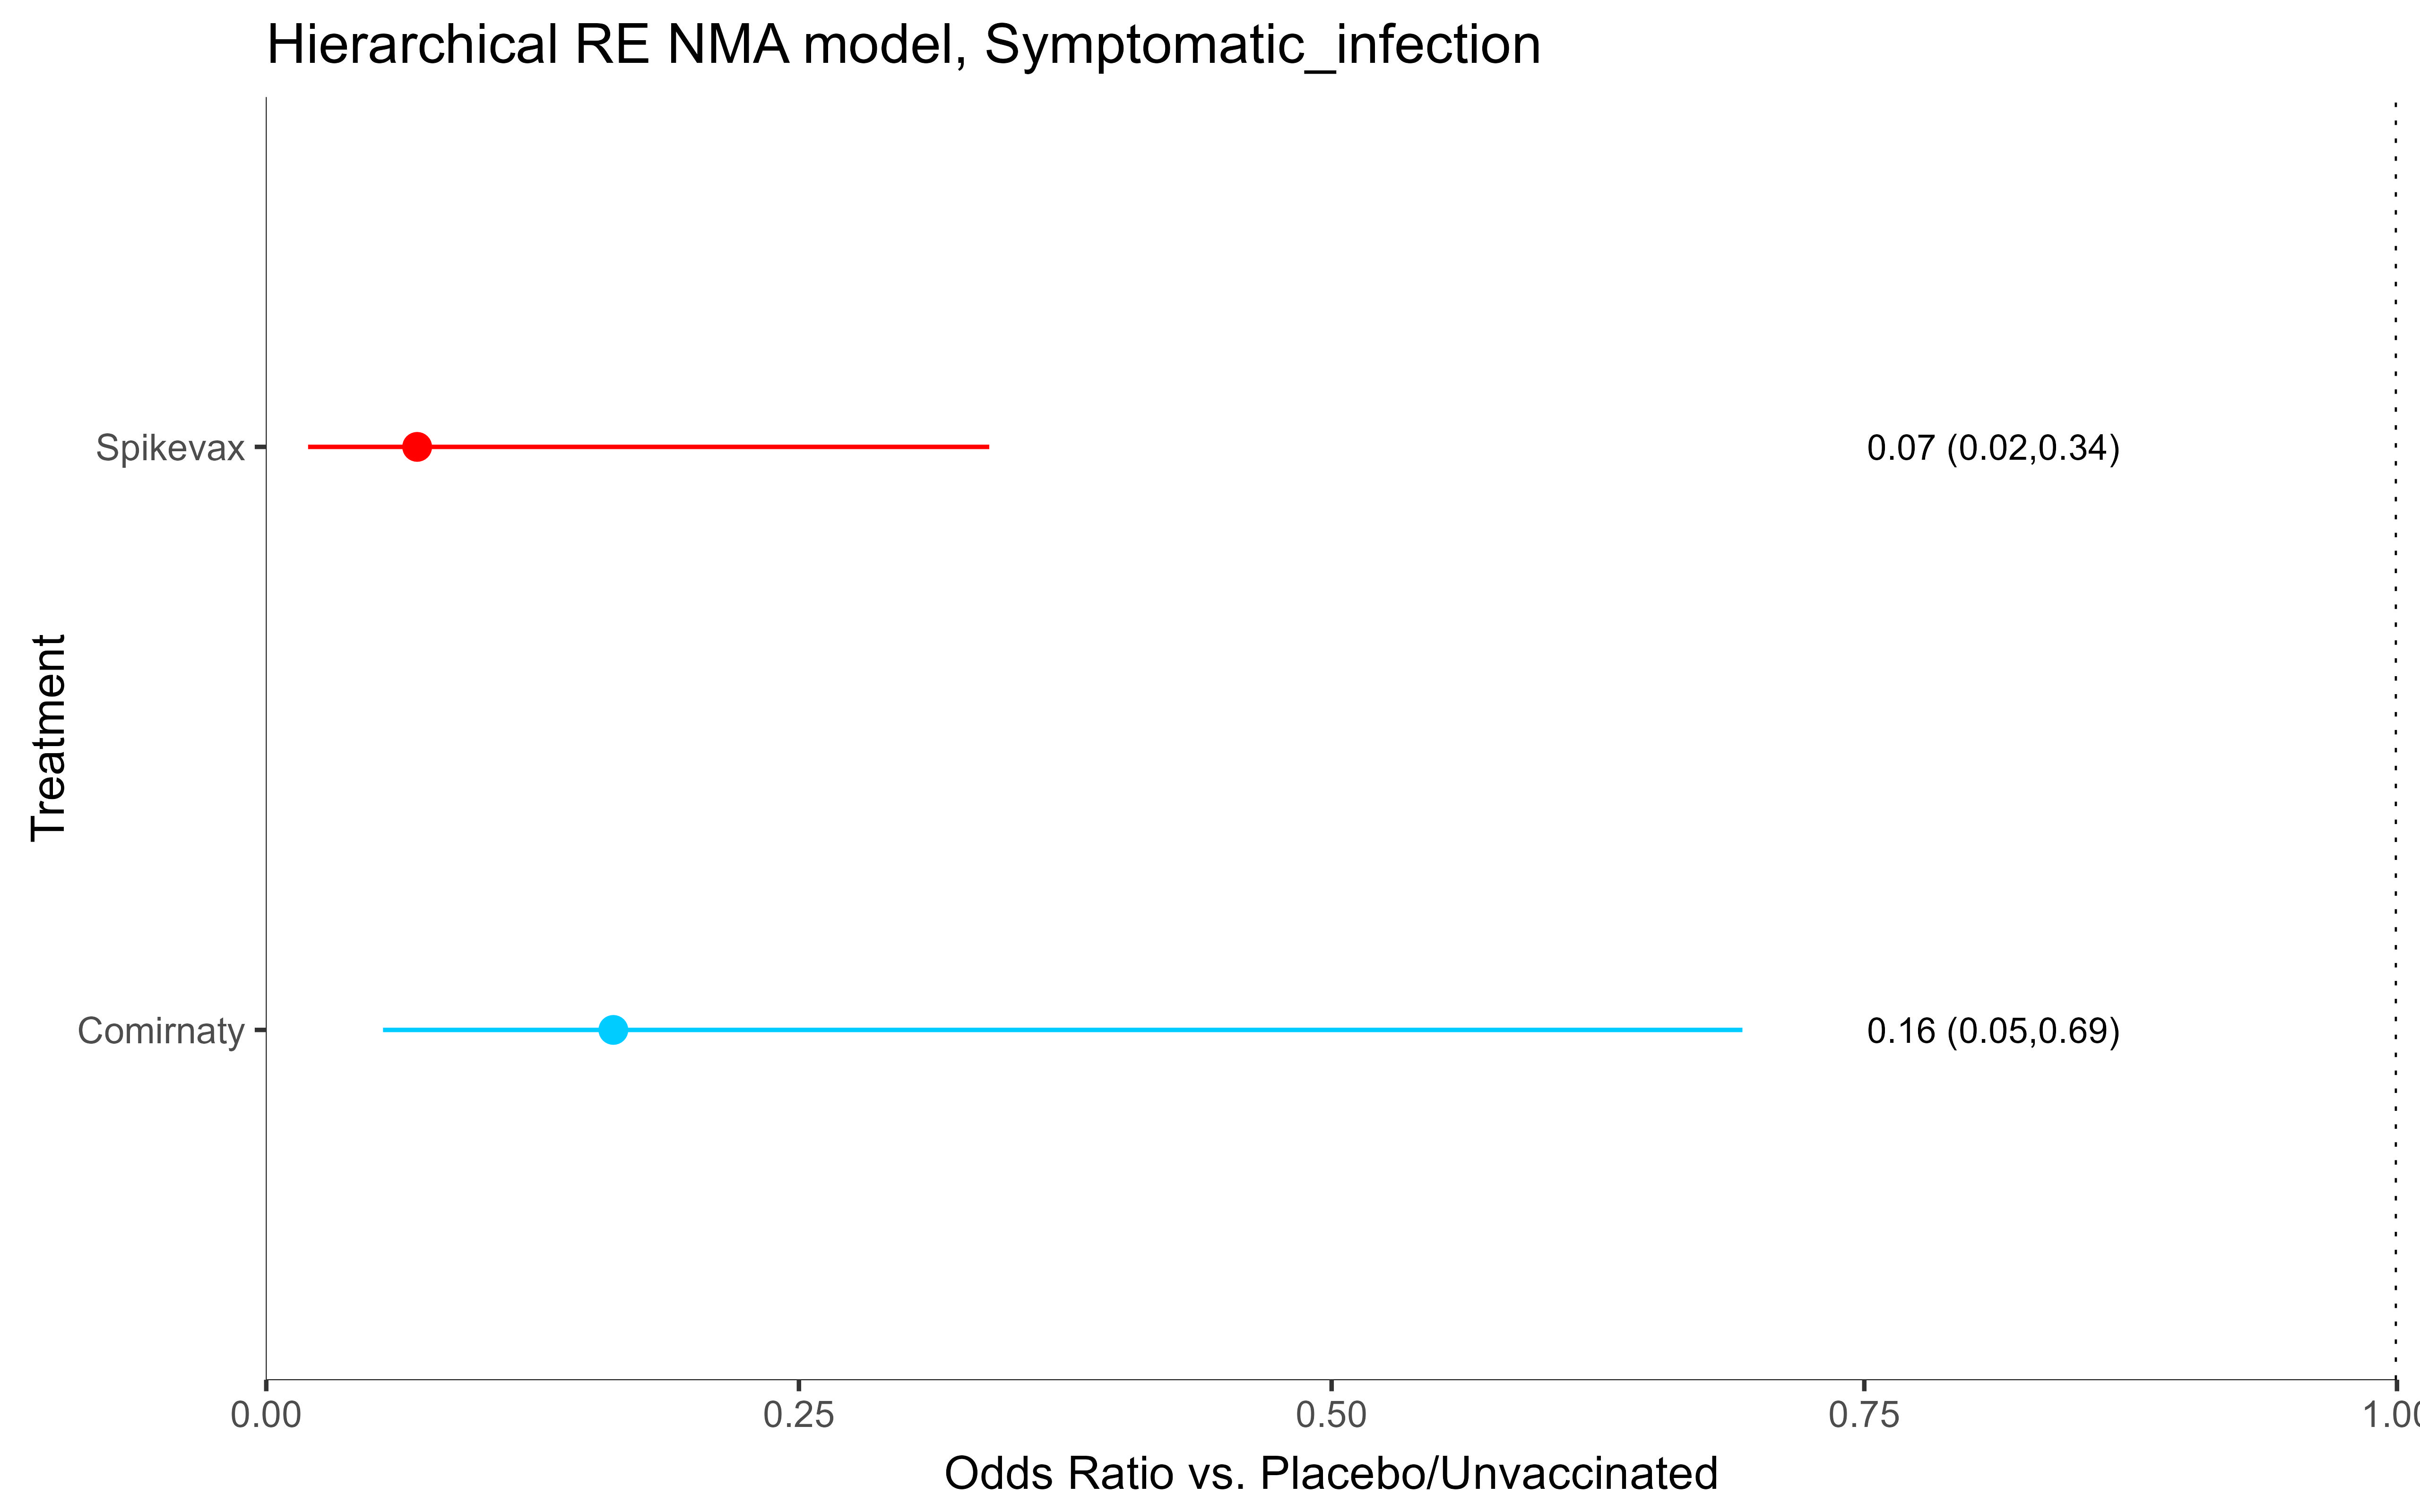 Hierarchical RE NMA model, Symptomatic_infection
Treatment
Spikevax
0.07 (0.02,0.34)
Comirnaty
0.16 (0.05,0.69)
0.00
0.25
0.50
0.75
1.00
Odds Ratio vs. Placebo/Unvaccinated